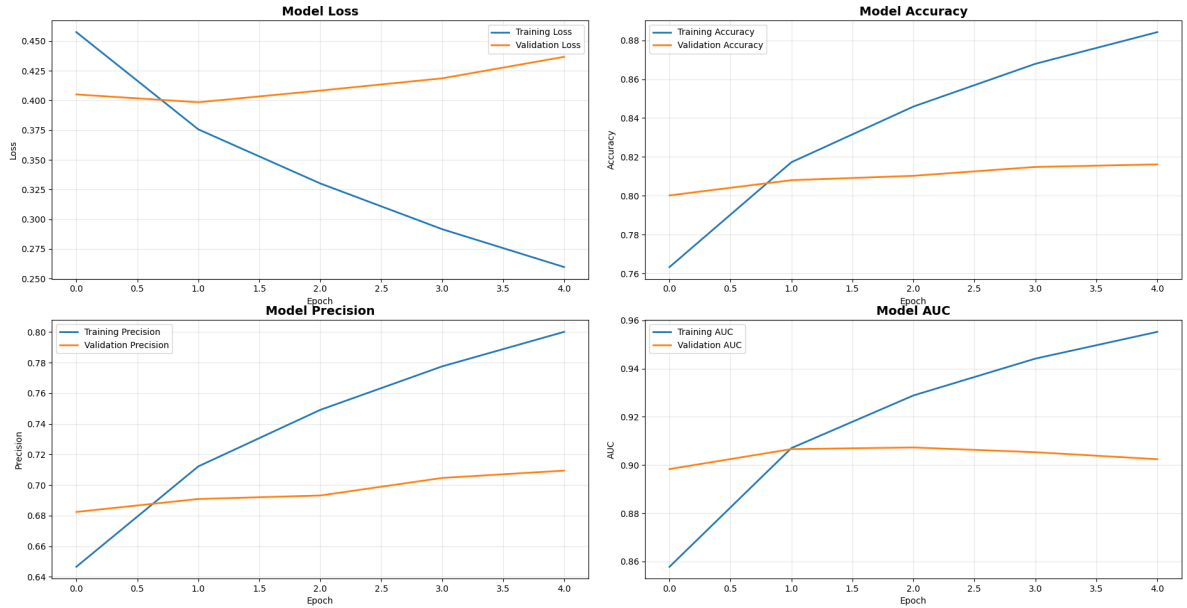 Model Loss
Training Loss
Validation Loss
Loss
0.450
0.425
0.400
0.375
0.350
0.325
0.300
0.275
0.250
0.0 0.5 1.0 1.5 2.0 2.5 3.0 3.5 4.0
Epoch
Model Accuracy
Training Accuracy
Validation Accuracy
Accuracy
0.88
0.86
0.84
0.82
0.80
0.78
0.76
0.0 0.5 1.0 1.5 2.0 2.5 3.0 3.5 4.0
Epoch
Model Precision
Training Precision
Validation Precision
Precision
0.80
0.78
0.76
0.74
0.72
0.70
0.68
0.66
0.64
0.0 0.5 1.0 1.5 2.0 2.5 3.0 3.5 4.0
Epoch
Model AUC
Training AUC
Validation AUC
AUC
0.96
0.94
0.92
0.90
0.88
0.86
0.0 0.5 1.0 1.5 2.0 2.5 3.0 3.5 4.0
Epoch